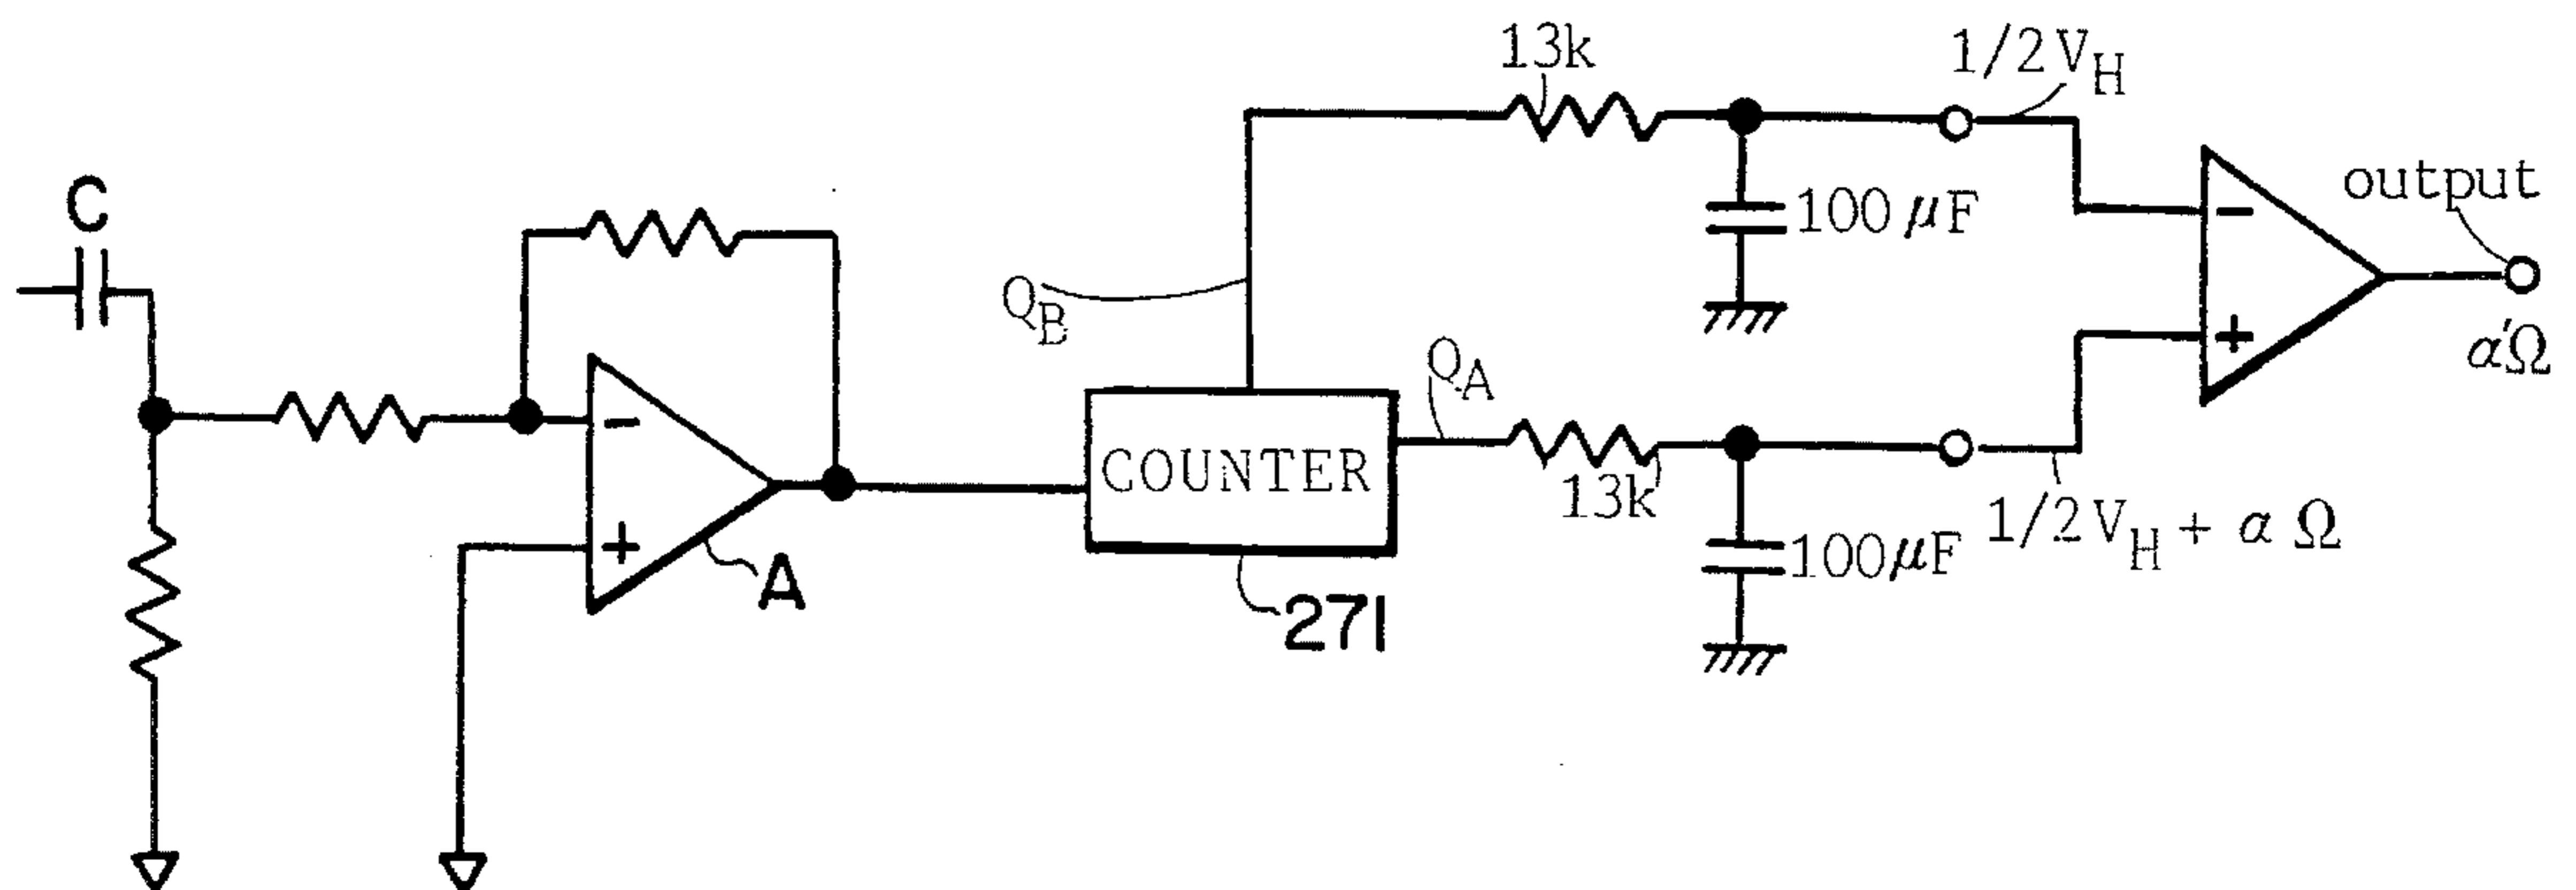 13k
1/2 V_H
C
output
100 μF
Q_B
Q_A
α'Ω
COUNTER
13k
1/2 V_H + α Ω
100μF
A
271
−
+
−
+